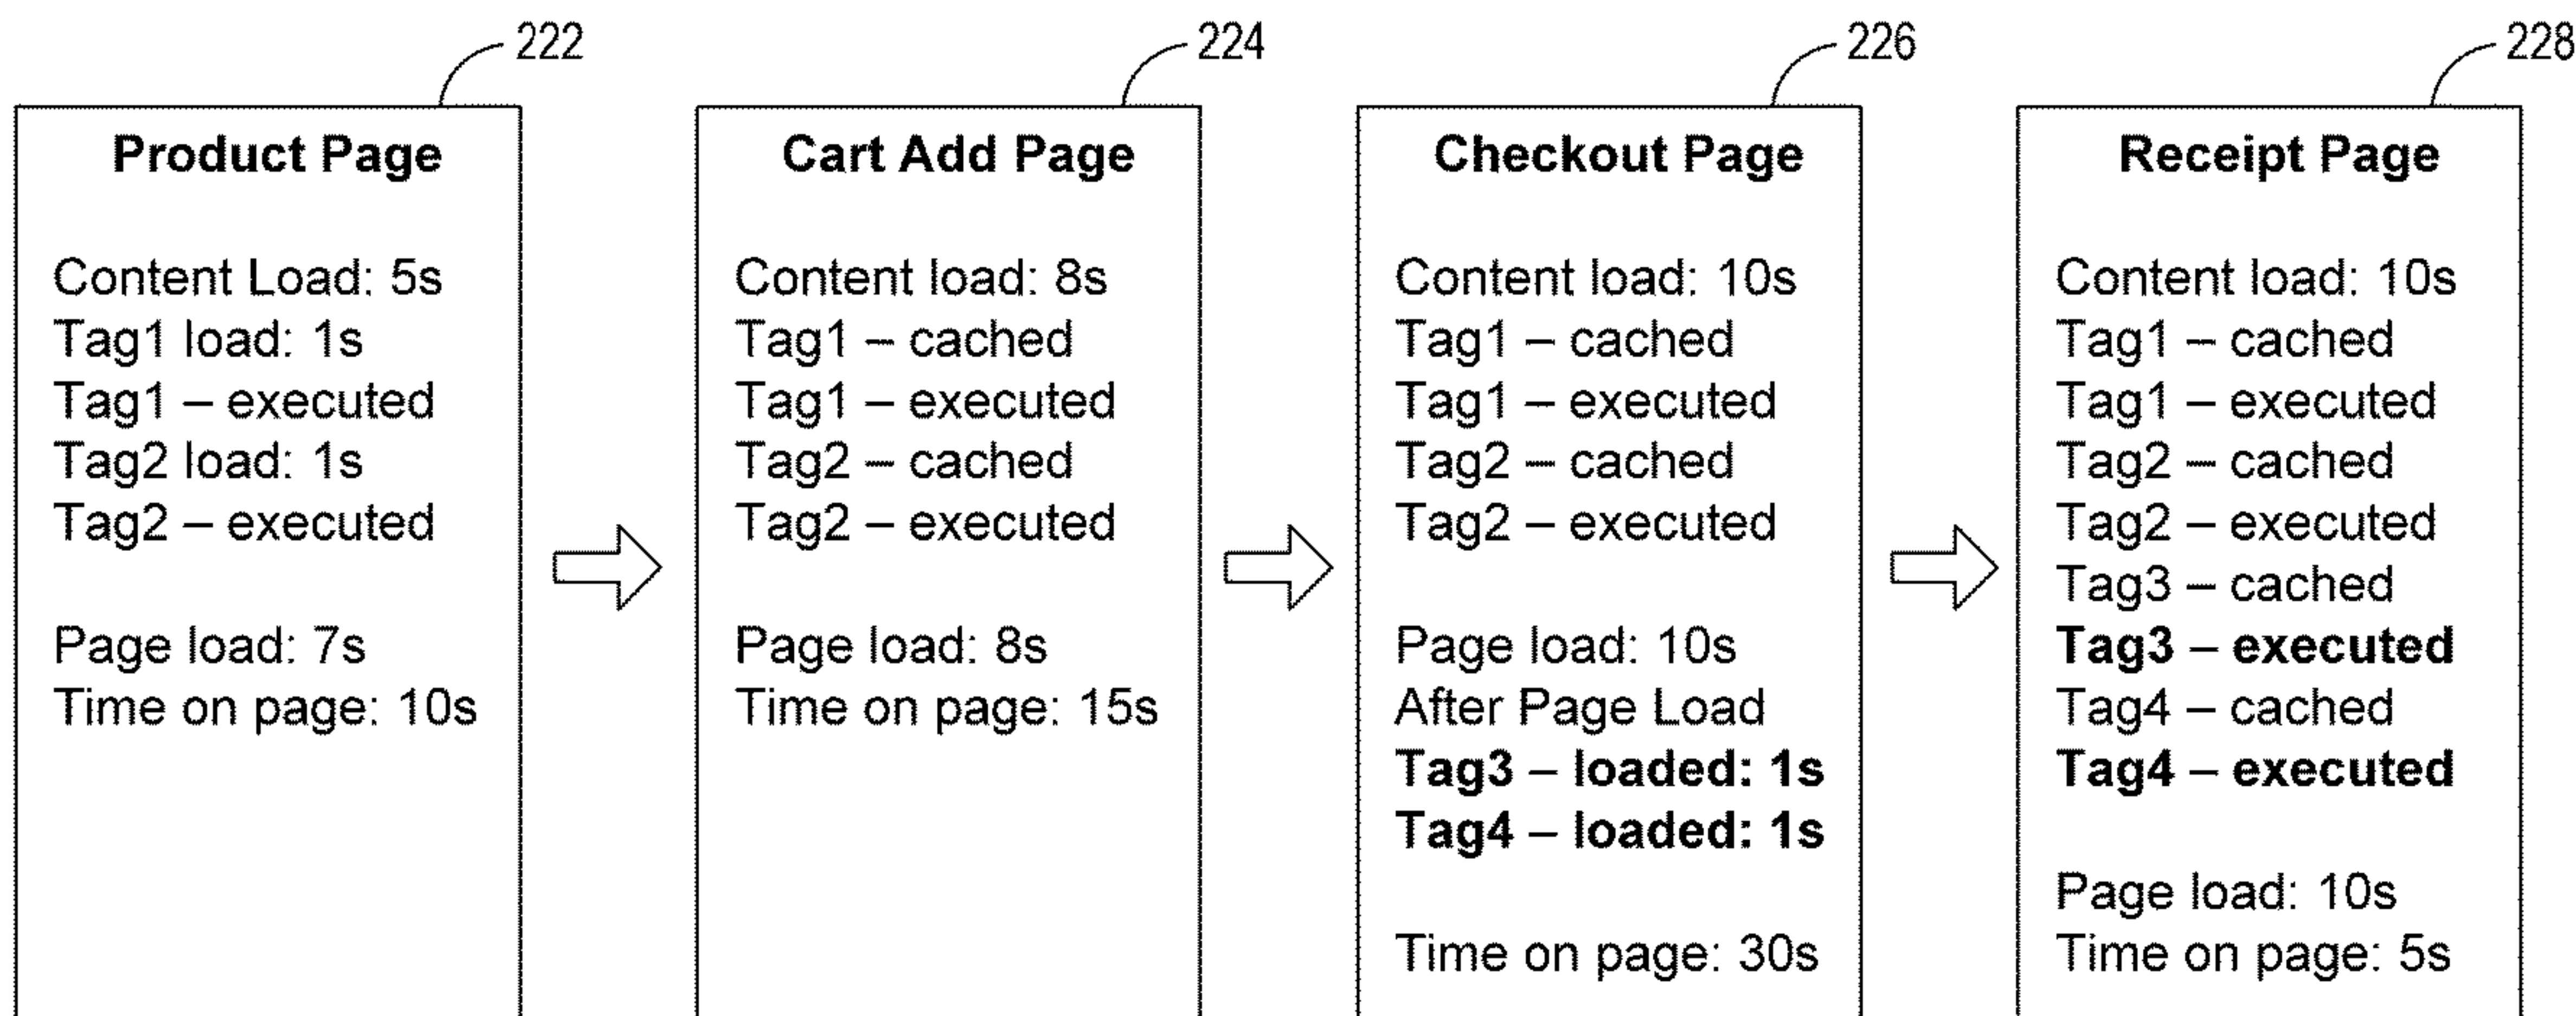 222
Product Page
Content Load: 5s
Tag1 load: 1s
Tag1 – executed
Tag2 load: 1s
Tag2 – executed
Page load: 7s
Time on page: 10s
224
Cart Add Page
Content load: 8s
Tag1 – cached
Tag1 – executed
Tag2 – cached
Tag2 – executed
Page load: 8s
Time on page: 15s
226
Checkout Page
Content load: 10s
Tag1 – cached
Tag1 – executed
Tag2 – cached
Tag2 – executed
Page load: 10s
After Page Load
Tag3 – loaded: 1s
Tag4 – loaded: 1s
Time on page: 30s
228
Receipt Page
Content load: 10s
Tag1 – cached
Tag1 – executed
Tag2 – cached
Tag2 – executed
Tag3 – cached
Tag3 – executed
Tag4 – cached
Tag4 – executed
Page load: 10s
Time on page: 5s